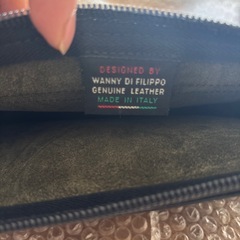 DESIGNED BY
WANNY DI FILIPPO
GENUINE LEATHER
MADE IN ITALY